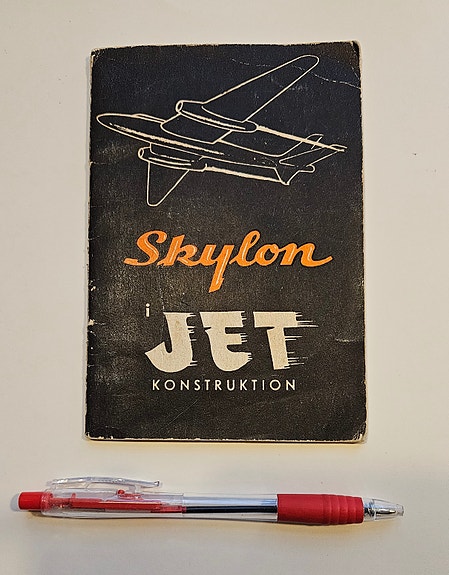 Skylon
i
JET
KONSTRUKTION